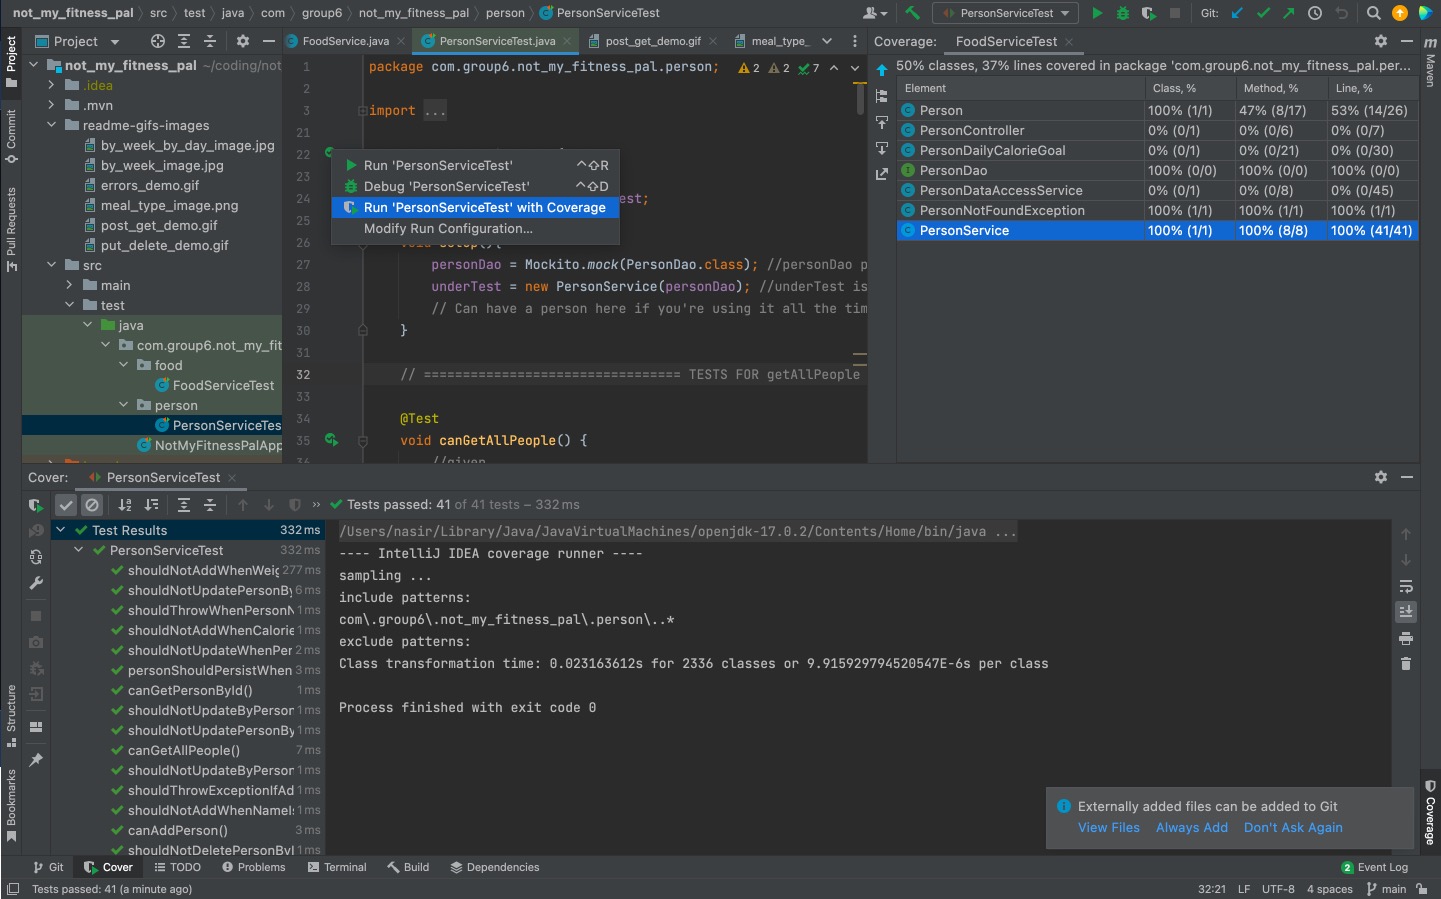 not_my_fitness_pal src test java com group6 not_my_fitness_pal person PersonServiceTest
PersonServiceTest
Git:
Project
FoodService.java
PersonServiceTest.java
post_get_demo.gif
meal_type_
Coverage: FoodServiceTest
Project
Commit
Pull Requests
Structure
Bookmarks
Maven
Coverage
not_my_fitness_pal ~/coding/not
.idea
.mvn
readme-gifs-images
by_week_by_day_image.jpg
by_week_image.jpg
errors_demo.gif
meal_type_image.png
post_get_demo.gif
put_delete_demo.gif
src
main
test
java
com.group6.not_my_fit
food
FoodServiceTest
person
PersonServiceTes
NotMyFitnessPalApp
1 package com.group6.not_my_fitness_pal.person;
2 2 7
2
3 import ...
21
22
23
24 est;
25
26 void setUp(){
27 personDao = Mockito.mock(PersonDao.class); //personDao p
28 underTest = new PersonService(personDao); //underTest is
29 // Can have a person here if you're using it all the tim
30 }
31
32 // ================================= TESTS FOR getAllPeople
33
34 @Test
35 void canGetAllPeople() {
36 //given
Run 'PersonServiceTest' ^⇧R
Debug 'PersonServiceTest' ^⇧D
Run 'PersonServiceTest' with Coverage
Modify Run Configuration...
50% classes, 37% lines covered in package 'com.group6.not_my_fitness_pal.per...
Element Class, % Method, % Line, %
Person 100% (1/1) 47% (8/17) 53% (14/26)
PersonController 0% (0/1) 0% (0/6) 0% (0/7)
PersonDailyCalorieGoal 0% (0/1) 0% (0/21) 0% (0/30)
PersonDao 100% (0/0) 100% (0/0) 100% (0/0)
PersonDataAccessService 0% (0/1) 0% (0/8) 0% (0/45)
PersonNotFoundException 100% (1/1) 100% (1/1) 100% (1/1)
PersonService 100% (1/1) 100% (8/8) 100% (41/41)
Cover: PersonServiceTest
Tests passed: 41 of 41 tests – 332 ms
Test Results 332 ms
PersonServiceTest 332 ms
shouldNotAddWhenWeig 277 ms
shouldNotUpdatePersonBy 6 ms
shouldThrowWhenPersonN 1 ms
shouldNotAddWhenCalorie 1 ms
shouldNotUpdateWhenPer 2 ms
personShouldPersistWhen 3 ms
canGetPersonById() 1 ms
shouldNotUpdateByPerson 1 ms
shouldNotUpdatePersonBy 1 ms
canGetAllPeople() 7 ms
shouldNotUpdateByPerson 1 ms
shouldThrowExceptionIfAd 1 ms
shouldNotAddWhenNameIs 1 ms
canAddPerson() 3 ms
shouldNotDeletePersonByI 1 ms
/Users/nasir/Library/Java/JavaVirtualMachines/openjdk-17.0.2/Contents/Home/bin/java ...
---- IntelliJ IDEA coverage runner ----
sampling ...
include patterns:
com\.group6\.not_my_fitness_pal\.person\..*
exclude patterns:
Class transformation time: 0.023163612s for 2336 classes or 9.915929794520547E-6s per class
Process finished with exit code 0
Externally added files can be added to Git
View Files Always Add Don't Ask Again
Git Cover TODO Problems Terminal Build Dependencies
2 Event Log
Tests passed: 41 (a minute ago)
32:21 LF UTF-8 4 spaces main